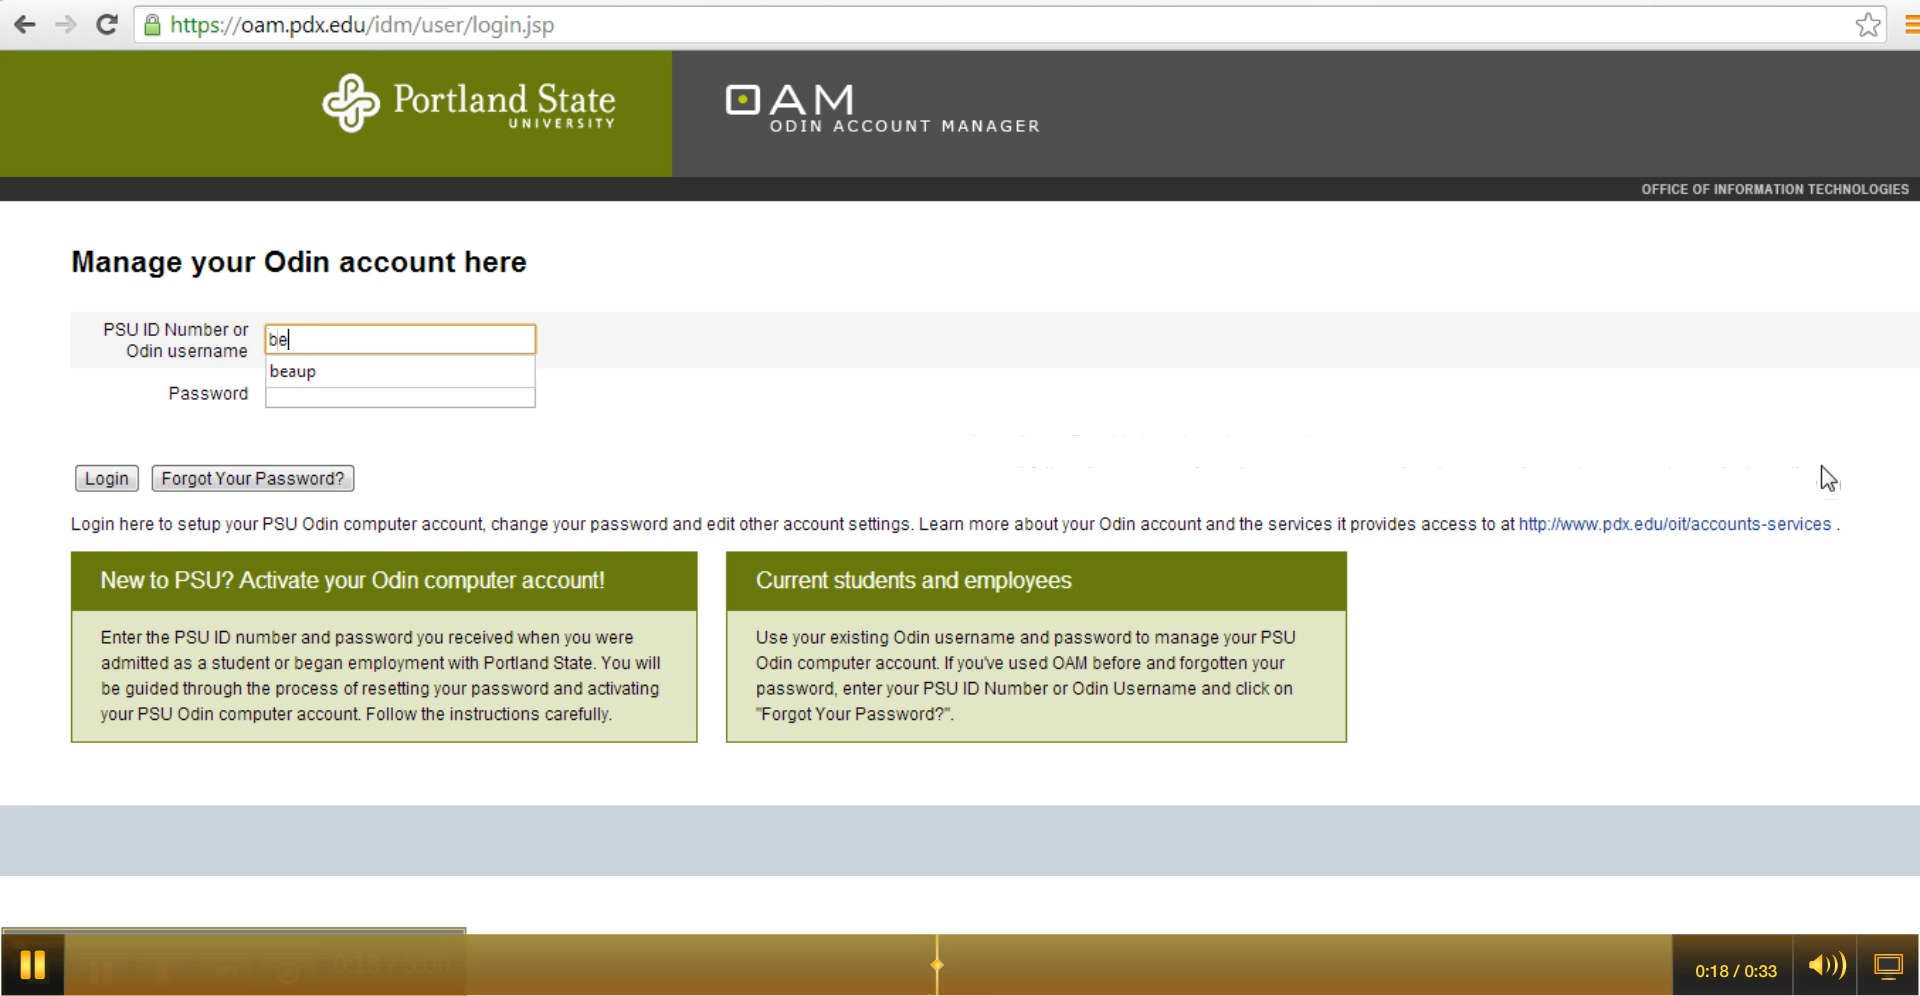 https://oam.pdx.edu/idm/user/login.jsp
Portland State
UNIVERSITY
OAM
ODIN ACCOUNT MANAGER
OFFICE OF INFORMATION TECHNOLOGIES
Manage your Odin account here
PSU ID Number or
Odin username
be
beaup
Password
Login
Forgot Your Password?
Login here to setup your PSU Odin computer account, change your password and edit other account settings. Learn more about your Odin account and the services it provides access to at http://www.pdx.edu/oit/accounts-services .
New to PSU? Activate your Odin computer account!
Enter the PSU ID number and password you received when you were
admitted as a student or began employment with Portland State. You will
be guided through the process of resetting your password and activating
your PSU Odin computer account. Follow the instructions carefully.
Current students and employees
Use your existing Odin username and password to manage your PSU
Odin computer account. If you've used OAM before and forgotten your
password, enter your PSU ID Number or Odin Username and click on
"Forgot Your Password?".
0:18 / 0:33